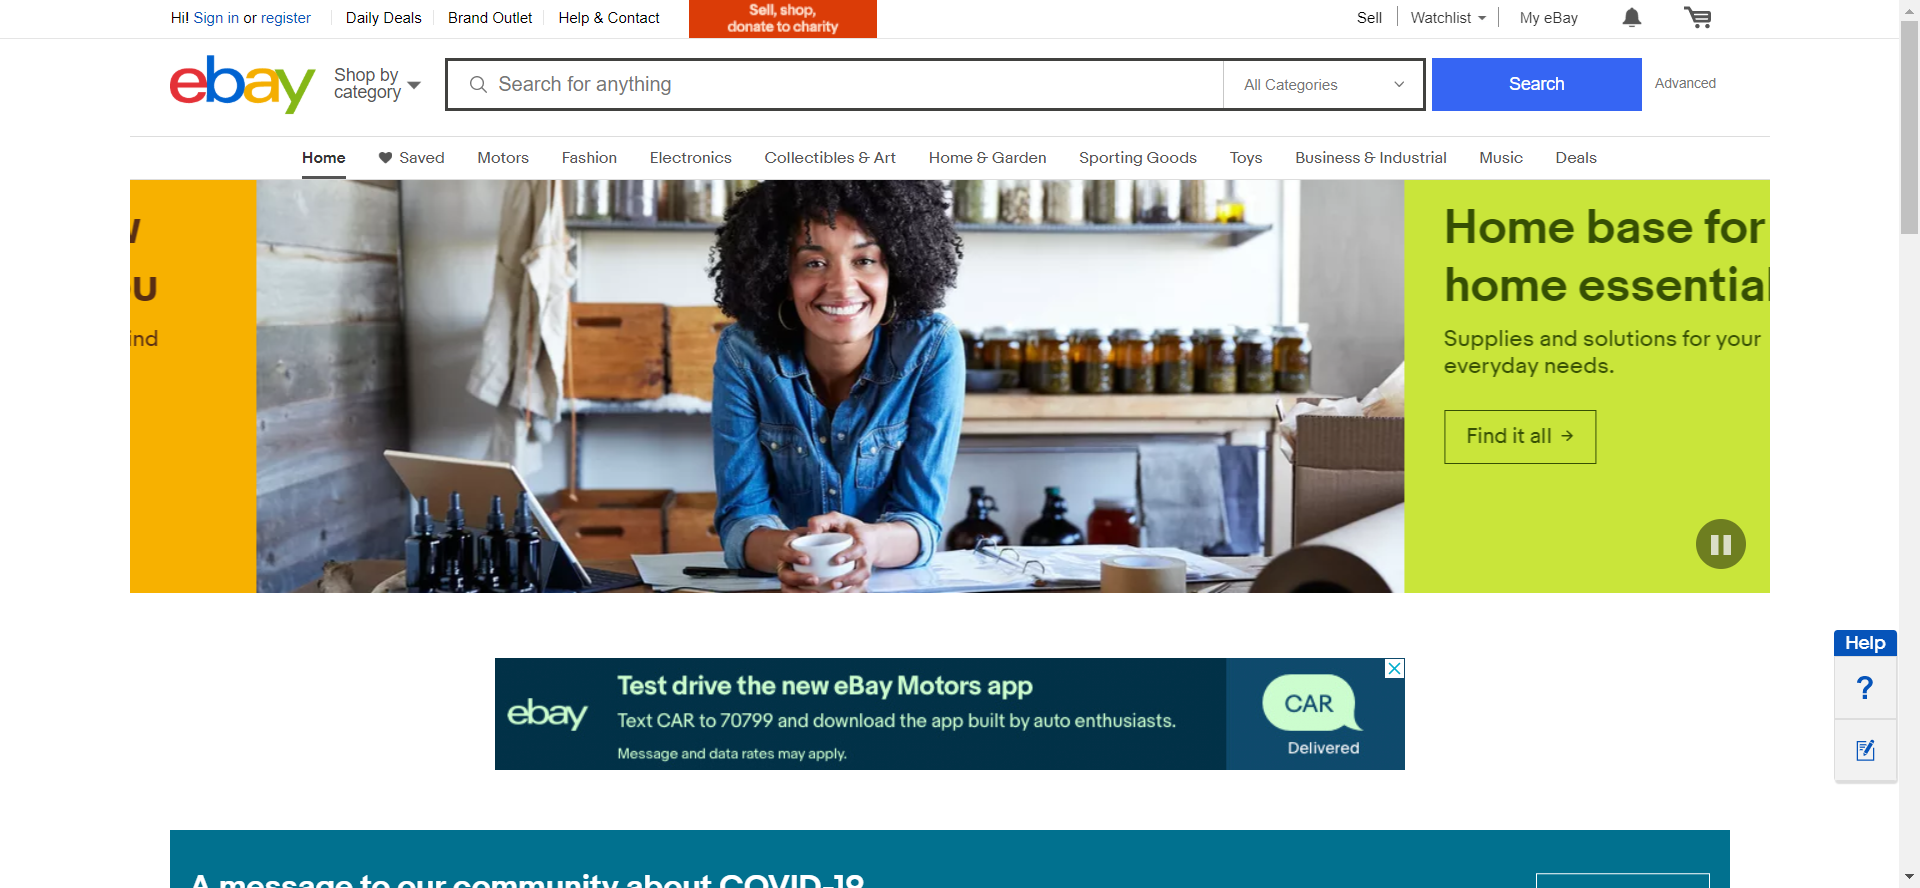 Hi! Sign in or register
Daily Deals
Brand Outlet
Help & Contact
Sell, shop,
donate to charity
Sell
Watchlist
My eBay
ebay
Shop by
category
Search for anything
All Categories
Search
Advanced
Home
Saved
Motors
Fashion
Electronics
Collectibles & Art
Home & Garden
Sporting Goods
Toys
Business & Industrial
Music
Deals
Home base for
home essential
Supplies and solutions for your
everyday needs.
Find it all →
Help
?
ebay
Test drive the new eBay Motors app
Text CAR to 70799 and download the app built by auto enthusiasts.
Message and data rates may apply.
CAR
Delivered
A message to our community about COVID-19